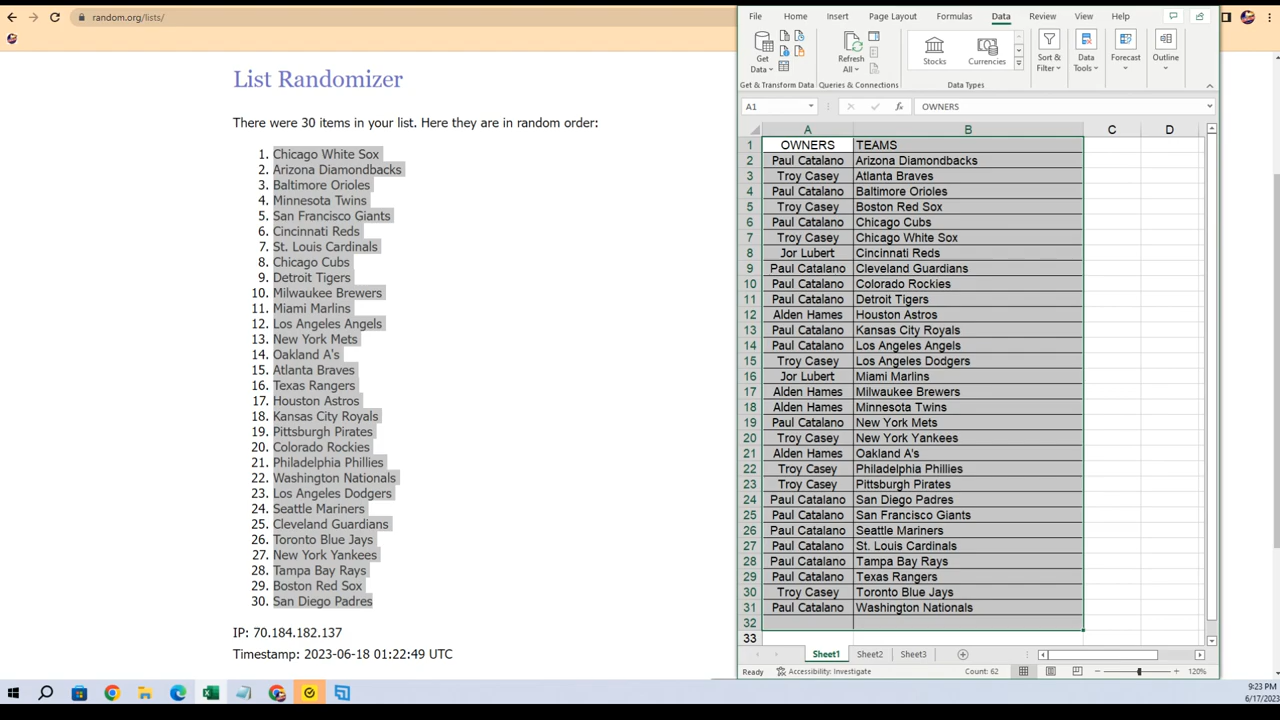 random.org/lists/
List Randomizer
There were 30 items in your list. Here they are in random order:
1. Chicago White Sox
2. Arizona Diamondbacks
3. Baltimore Orioles
4. Minnesota Twins
5. San Francisco Giants
6. Cincinnati Reds
7. St. Louis Cardinals
8. Chicago Cubs
9. Detroit Tigers
10. Milwaukee Brewers
11. Miami Marlins
12. Los Angeles Angels
13. New York Mets
14. Oakland A's
15. Atlanta Braves
16. Texas Rangers
17. Houston Astros
18. Kansas City Royals
19. Pittsburgh Pirates
20. Colorado Rockies
21. Philadelphia Phillies
22. Washington Nationals
23. Los Angeles Dodgers
24. Seattle Mariners
25. Cleveland Guardians
26. Toronto Blue Jays
27. New York Yankees
28. Tampa Bay Rays
29. Boston Red Sox
30. San Diego Padres
IP: 70.184.182.137
Timestamp: 2023-06-18 01:22:49 UTC
File Home Insert Page Layout Formulas Data Review View Help
Get Data
Refresh All
Stocks
Currencies
Sort & Filter
Data Tools
Forecast
Outline
Get & Transform Data Queries & Connections Data Types
A1 fx OWNERS
A B C D
1 OWNERS TEAMS
2 Paul Catalano Arizona Diamondbacks
3 Troy Casey Atlanta Braves
4 Paul Catalano Baltimore Orioles
5 Troy Casey Boston Red Sox
6 Paul Catalano Chicago Cubs
7 Troy Casey Chicago White Sox
8 Jor Lubert Cincinnati Reds
9 Paul Catalano Cleveland Guardians
10 Paul Catalano Colorado Rockies
11 Paul Catalano Detroit Tigers
12 Alden Hames Houston Astros
13 Paul Catalano Kansas City Royals
14 Paul Catalano Los Angeles Angels
15 Troy Casey Los Angeles Dodgers
16 Jor Lubert Miami Marlins
17 Alden Hames Milwaukee Brewers
18 Alden Hames Minnesota Twins
19 Paul Catalano New York Mets
20 Troy Casey New York Yankees
21 Alden Hames Oakland A's
22 Troy Casey Philadelphia Phillies
23 Troy Casey Pittsburgh Pirates
24 Paul Catalano San Diego Padres
25 Paul Catalano San Francisco Giants
26 Paul Catalano Seattle Mariners
27 Paul Catalano St. Louis Cardinals
28 Paul Catalano Tampa Bay Rays
29 Paul Catalano Texas Rangers
30 Troy Casey Toronto Blue Jays
31 Paul Catalano Washington Nationals
32
33
Sheet1 Sheet2 Sheet3
Ready Accessibility: Investigate Count: 62 120%
9:23 PM
6/17/2023